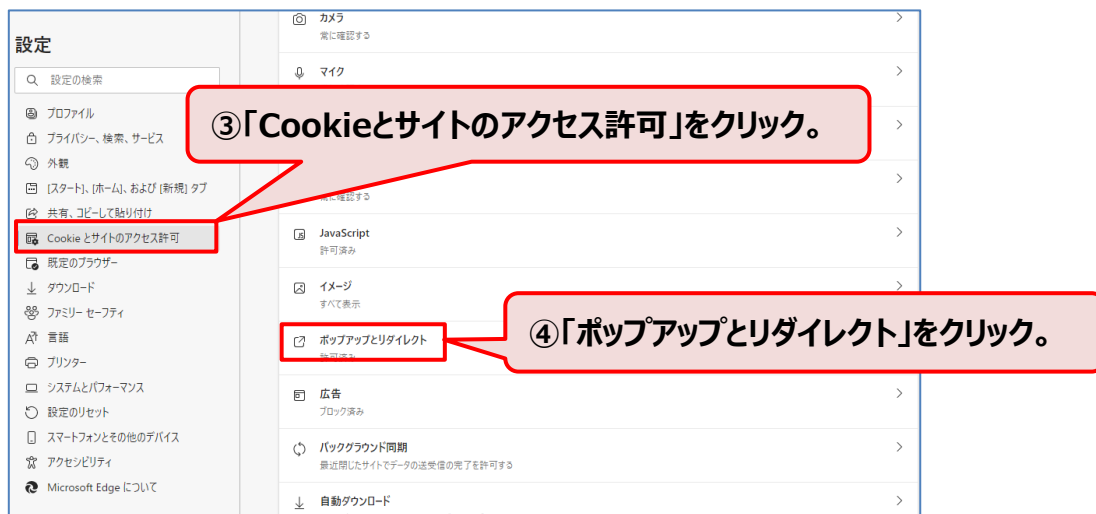 設定
設定の検索
プロファイル
プライバシー、検索、サービス
外観
[スタート]、[ホーム]、および [新規] タブ
共有、コピーして貼り付け
Cookie とサイトのアクセス許可
既定のブラウザー
ダウンロード
ファミリー セーフティ
言語
プリンター
システムとパフォーマンス
設定のリセット
スマートフォンとその他のデバイス
アクセシビリティ
Microsoft Edge について
カメラ
常に確認する
マイク
③「Cookieとサイトのアクセス許可」をクリック。
常に確認する
JavaScript
許可済み
イメージ
すべて表示
ポップアップとリダイレクト
許可済み
④「ポップアップとリダイレクト」をクリック。
広告
ブロック済み
バックグラウンド同期
最近閉じたサイトでデータの送受信の完了を許可する
自動ダウンロード